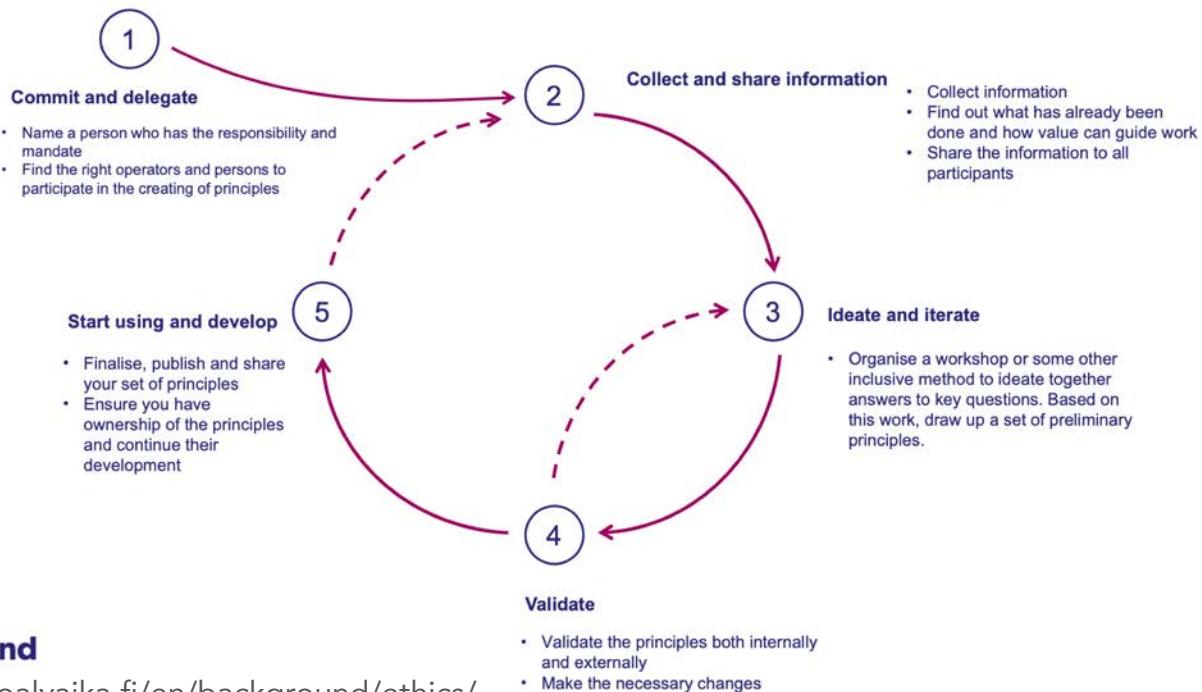 1
Commit and delegate
• Name a person who has the responsibility and
mandate
• Find the right operators and persons to
participate in the creating of principles
2
Collect and share information
• Collect information
• Find out what has already been
done and how value can guide work
• Share the information to all
participants
3
Ideate and iterate
• Organise a workshop or some other
inclusive method to ideate together
answers to key questions. Based on
this work, draw up a set of preliminary
principles.
4
Validate
• Validate the principles both internally
and externally
• Make the necessary changes
5
Start using and develop
• Finalise, publish and share
your set of principles
• Ensure you have
ownership of the principles
and continue their
development
nd